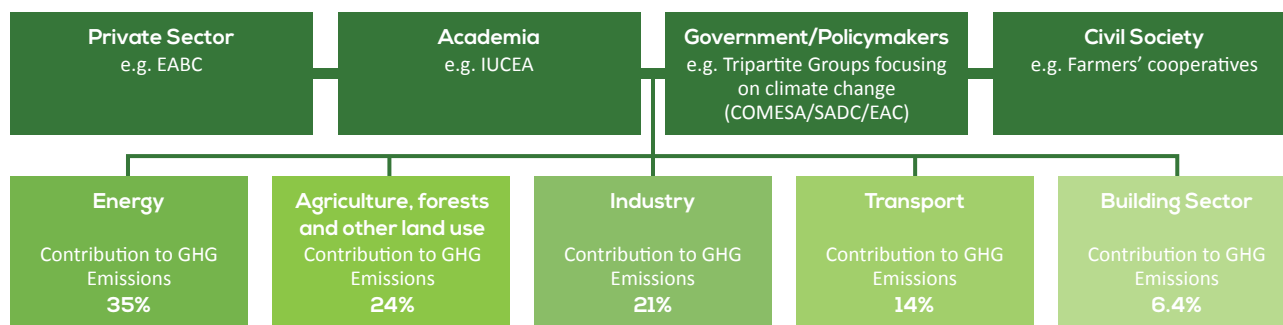 Private Sector
e.g. EABC
Academia
e.g. IUCEA
Government/Policymakers
e.g. Tripartite Groups focusing
on climate change
(COMESA/SADC/EAC)
Civil Society
e.g. Farmers' cooperatives
Energy
Contribution to GHG
Emissions
35%
Agriculture, forests
and other land use
Contribution to GHG
Emissions
24%
Industry
Contribution to GHG
Emissions
21%
Transport
Contribution to GHG
Emissions
14%
Building Sector
Contribution to GHG
Emissions
6.4%